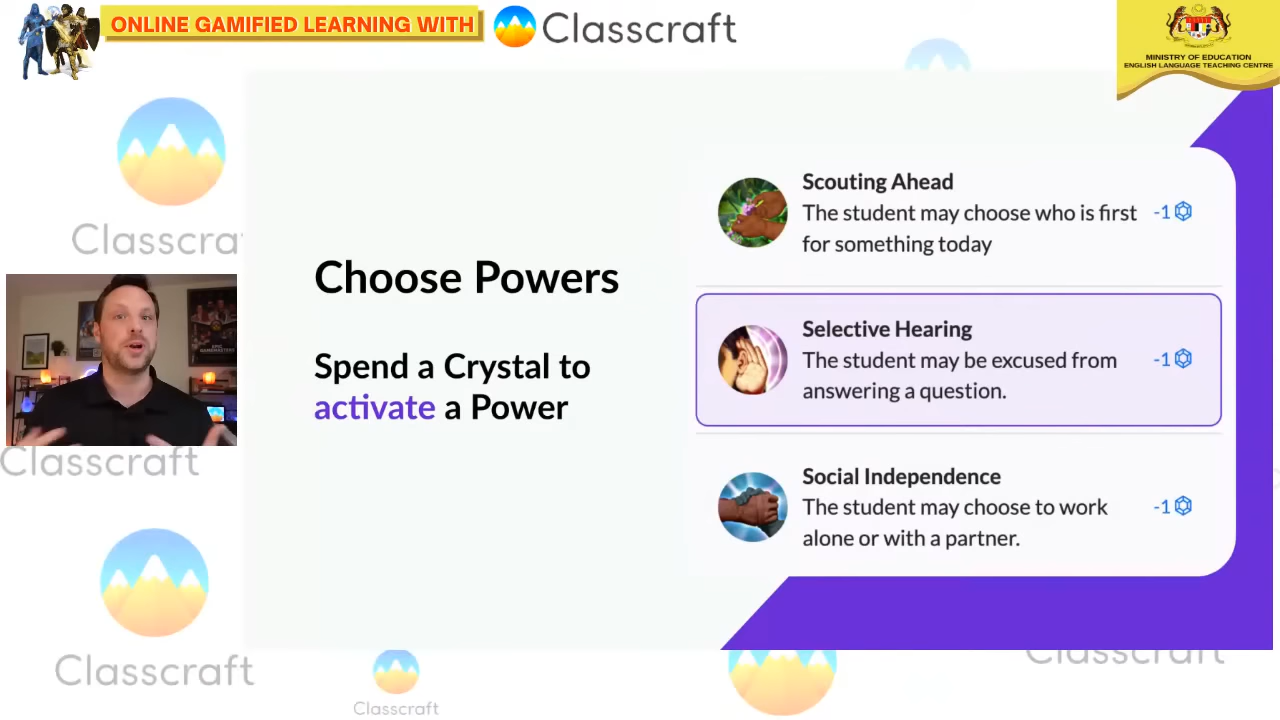 ONLINE GAMIFIED LEARNING WITH
Classcraft
MINISTRY OF EDUCATION
ENGLISH LANGUAGE TEACHING CENTRE
Classcra
Choose Powers
Spend a Crystal to
activate a Power
Scouting Ahead
The student may choose who is first
for something today
-1
Selective Hearing
The student may be excused from
answering a question.
-1
Social Independence
The student may choose to work
alone or with a partner.
-1
Classcraft
Classcraft
Classcraft
Classcraft